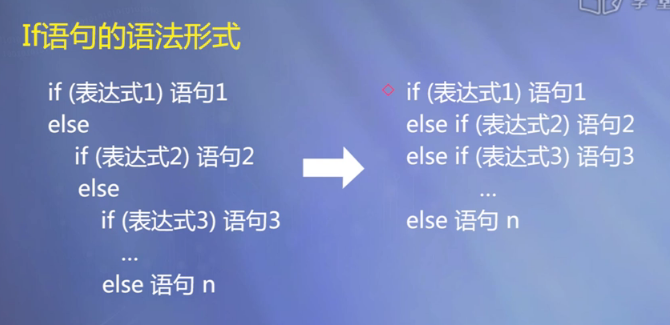 If语句的语法形式
if (表达式1) 语句1
else
if (表达式2) 语句2
else
if (表达式3) 语句3
...
else 语句 n
if (表达式1) 语句1
else if (表达式2) 语句2
else if (表达式3) 语句3
...
else 语句 n